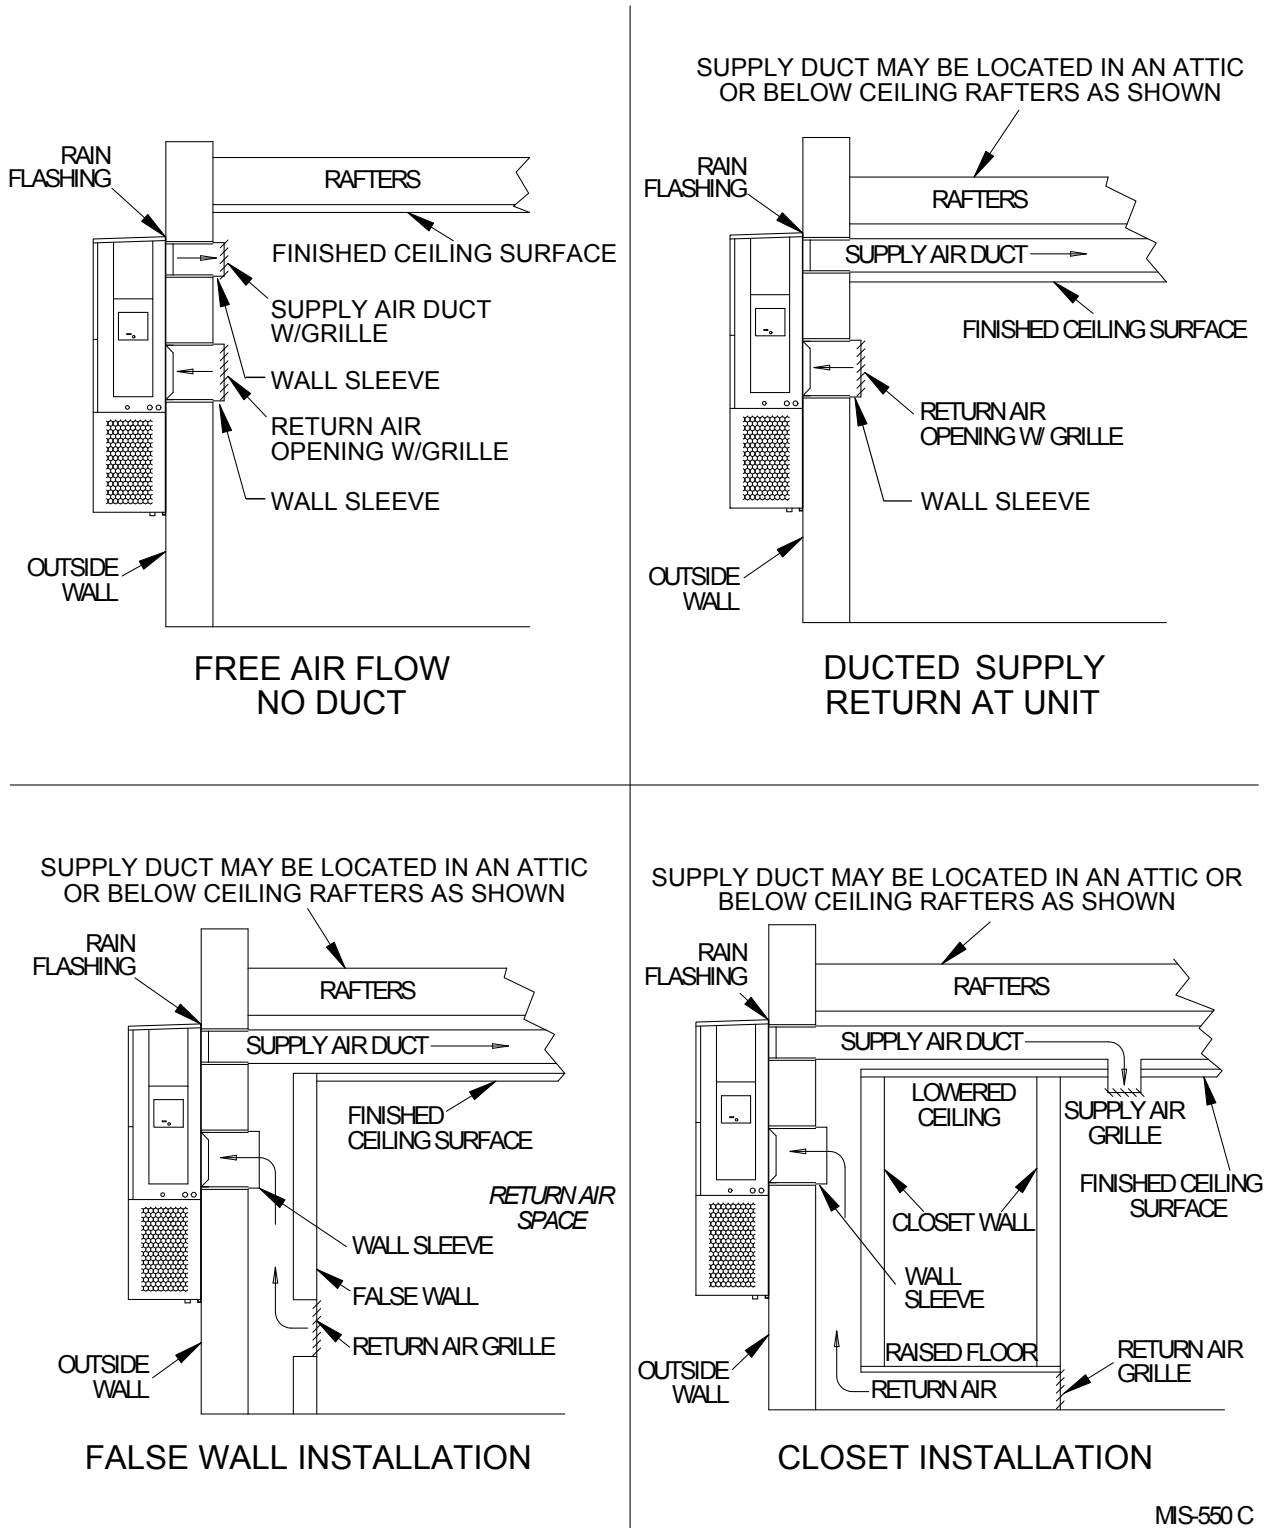 RAIN
FLASHING
RAFTERS
FINISHED CEILING SURFACE
SUPPLY AIR DUCT
W/GRILLE
WALL SLEEVE
RETURN AIR
OPENING W/GRILLE
WALL SLEEVE
OUTSIDE
WALL
FREE AIR FLOW
NO DUCT
SUPPLY DUCT MAY BE LOCATED IN AN ATTIC
OR BELOW CEILING RAFTERS AS SHOWN
RAIN
FLASHING
RAFTERS
SUPPLY AIR DUCT
FINISHED CEILING SURFACE
RETURN AIR
OPENING W/ GRILLE
WALL SLEEVE
OUTSIDE
WALL
DUCTED SUPPLY
RETURN AT UNIT
SUPPLY DUCT MAY BE LOCATED IN AN ATTIC
OR BELOW CEILING RAFTERS AS SHOWN
RAIN
FLASHING
RAFTERS
SUPPLY AIR DUCT
FINISHED
CEILING SURFACE
RETURN AIR
SPACE
WALL SLEEVE
FALSE WALL
RETURN AIR GRILLE
OUTSIDE
WALL
FALSE WALL INSTALLATION
SUPPLY DUCT MAY BE LOCATED IN AN ATTIC OR
BELOW CEILING RAFTERS AS SHOWN
RAIN
FLASHING
RAFTERS
SUPPLY AIR DUCT
LOWERED
CEILING
SUPPLY AIR
GRILLE
FINISHED CEILING
SURFACE
CLOSET WALL
WALL
SLEEVE
RAISED FLOOR
RETURN AIR
RETURN AIR
GRILLE
OUTSIDE
WALL
CLOSET INSTALLATION
MIS-550 C